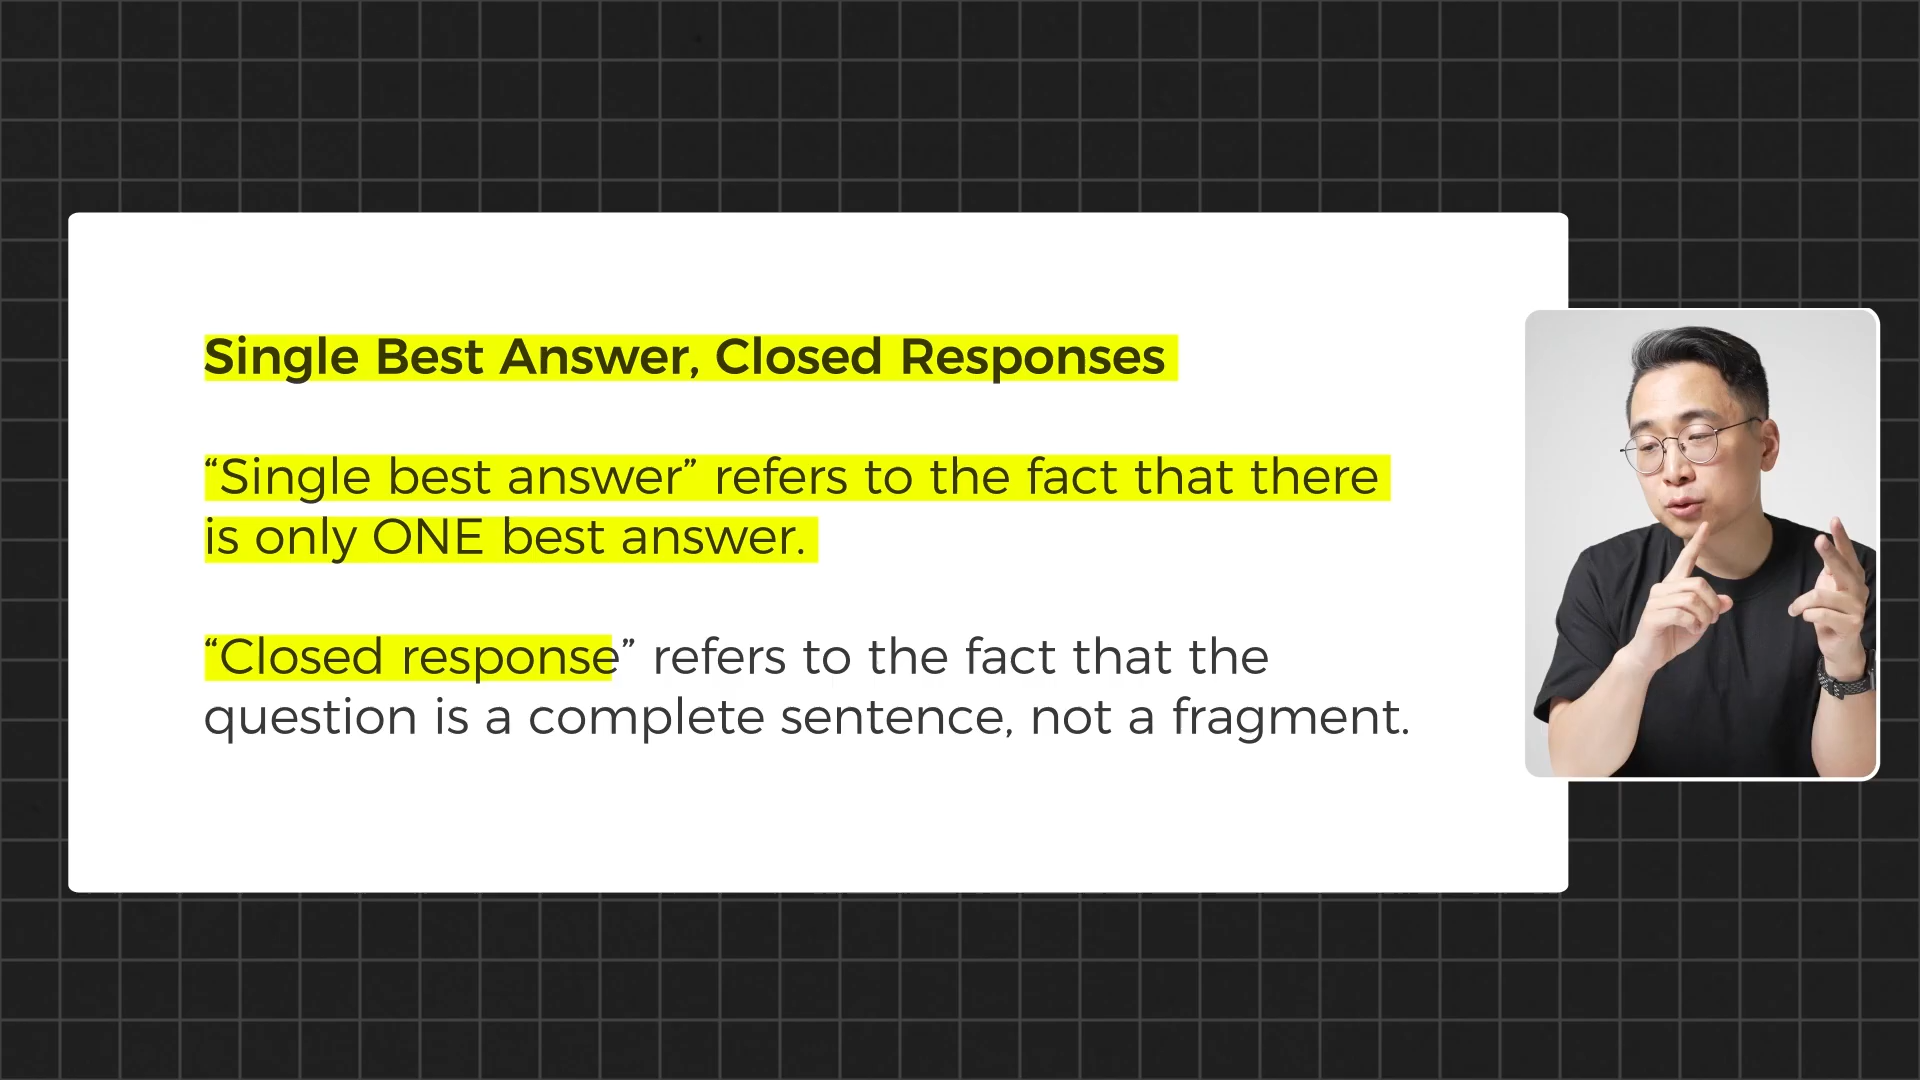 Single Best Answer, Closed Responses
“Single best answer” refers to the fact that there
is only ONE best answer.
“Closed response” refers to the fact that the
question is a complete sentence, not a fragment.